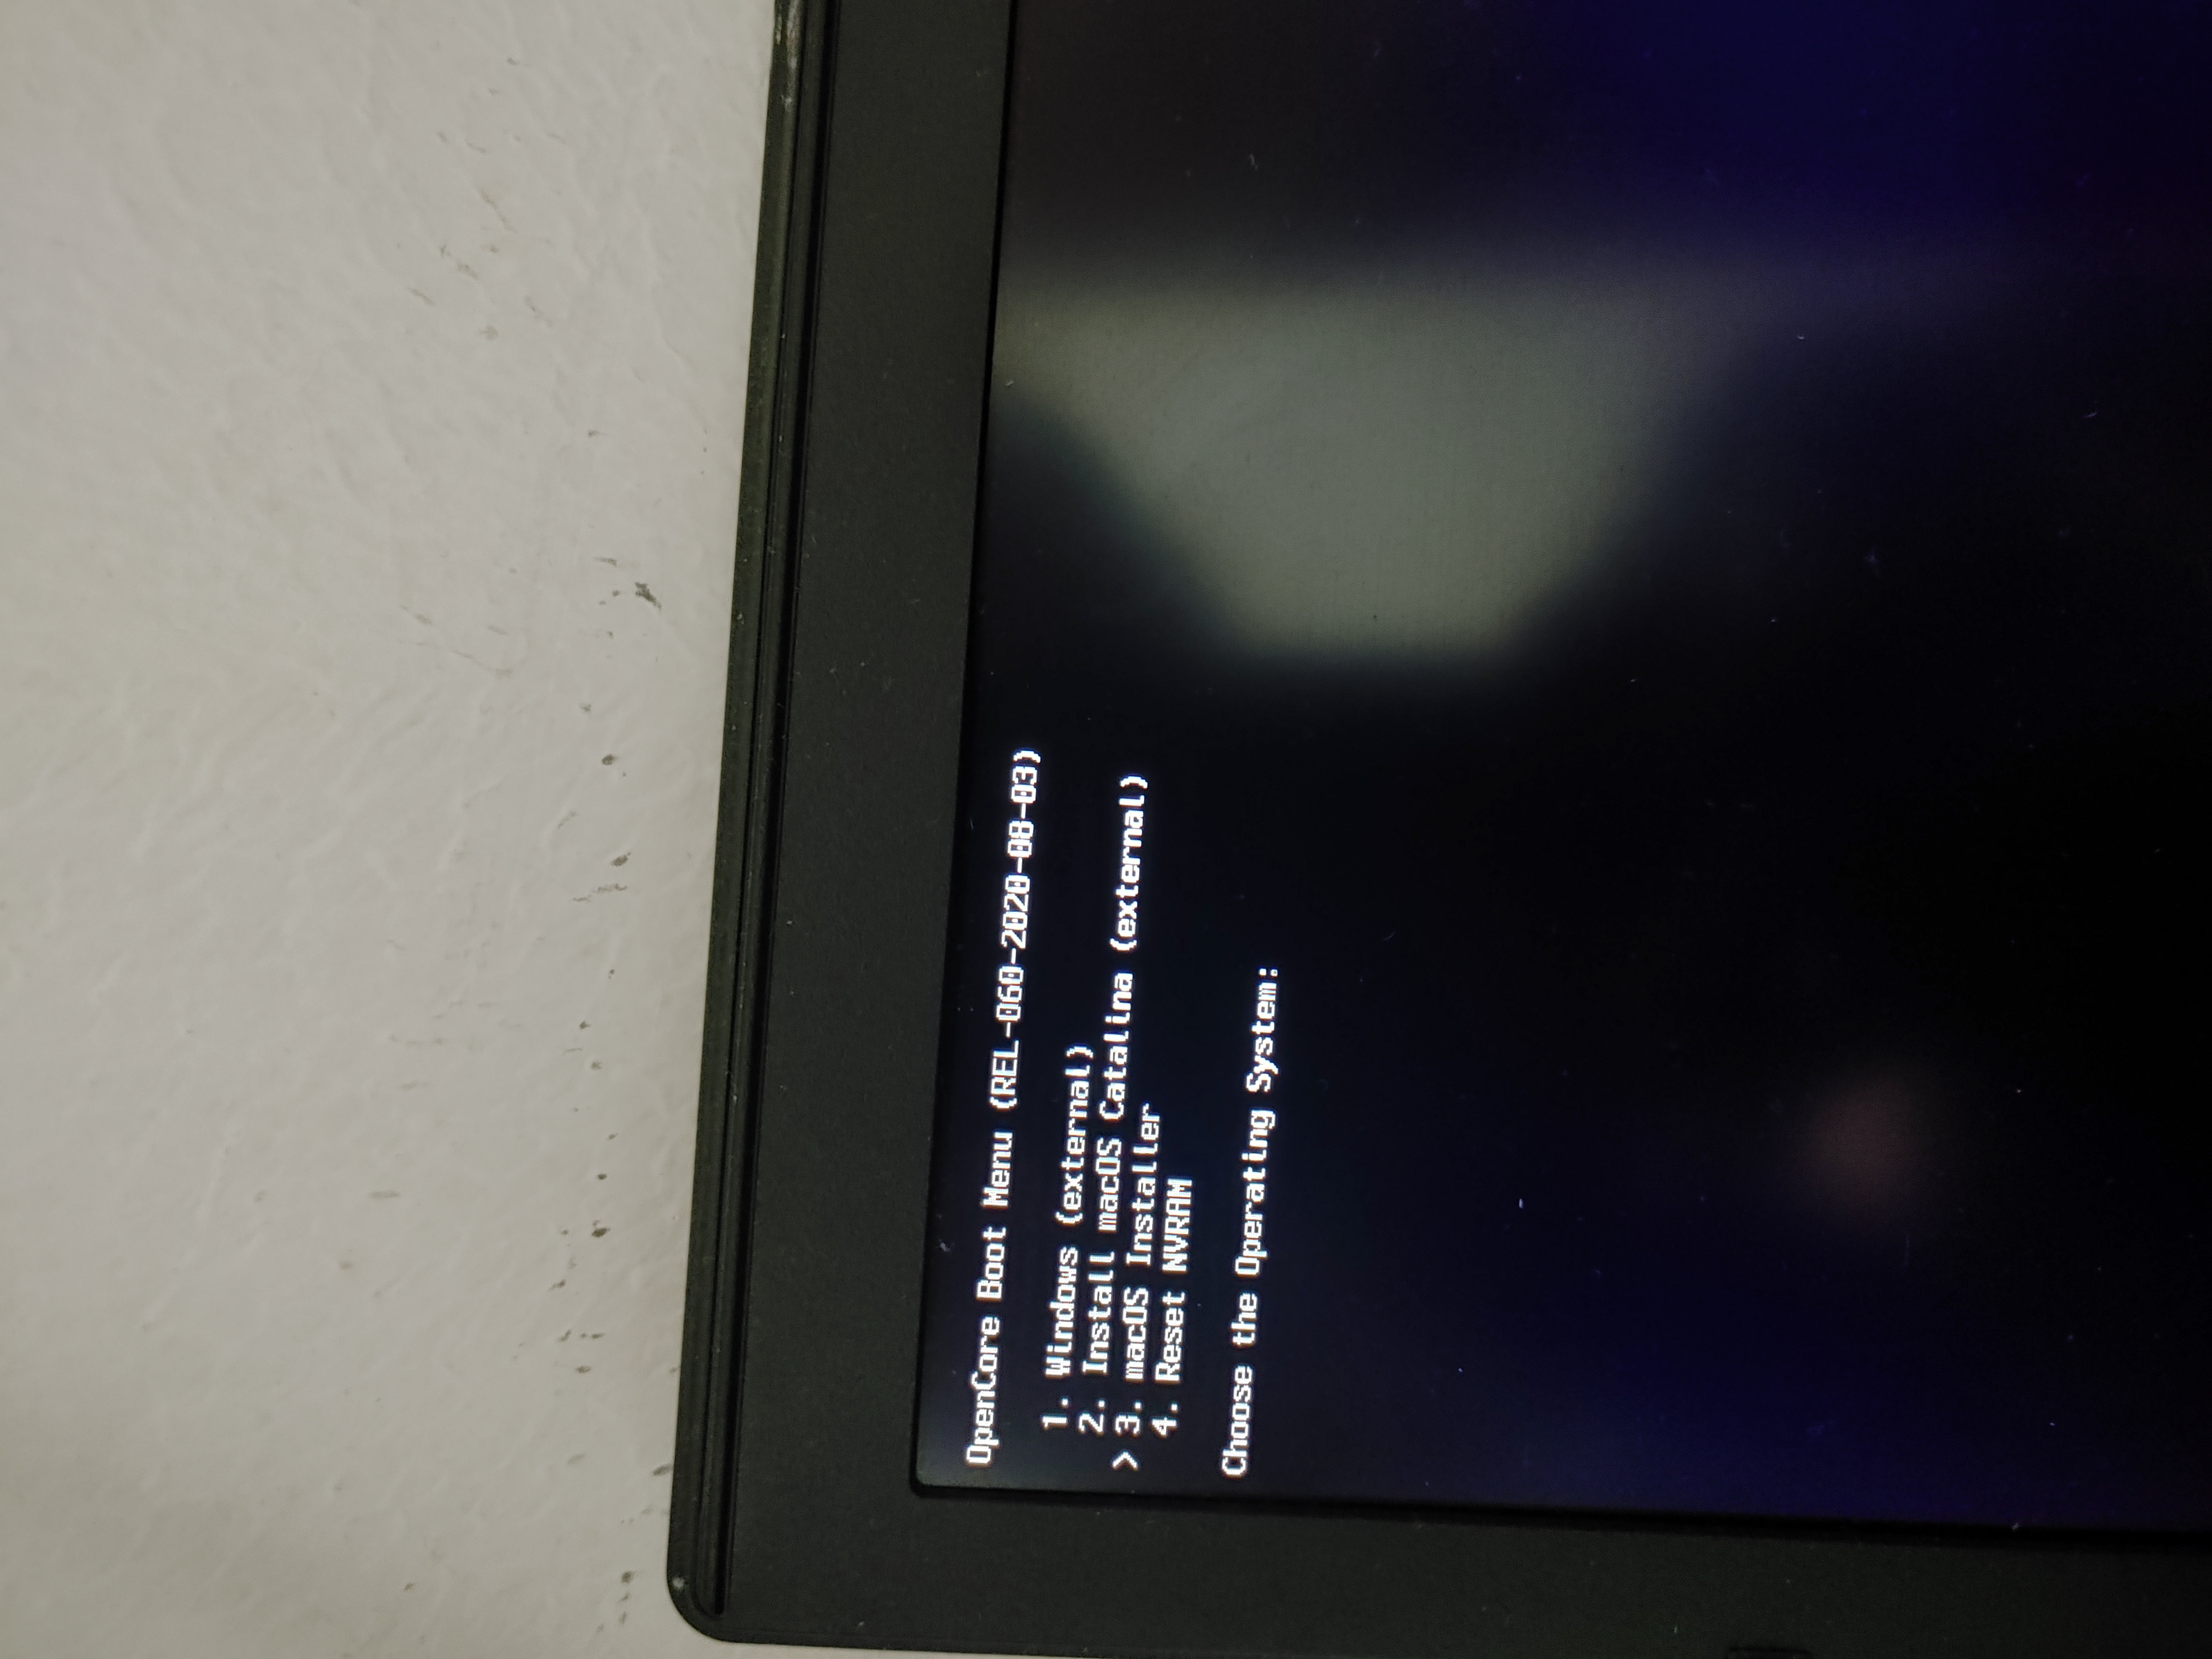 OpenCore Boot Menu (REL-060-2020-08-03)
1. Windows (external)
2. Install macOS Catalina (external)
> 3. macOS Installer
4. Reset NVRAM
Choose the Operating System: